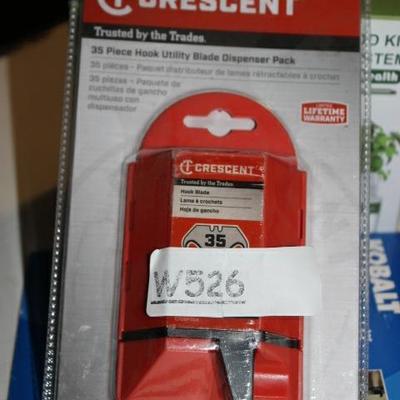 CRESCENT
Trusted by the Trades.
35 Piece Hook Utility Blade Dispenser Pack
35 pièces - Paquet distributeur de lames rétractables à crochet
35 piezas - Paquete de
cuchillas de gancho
multiuso con
dispensador
LIMITED
LIFETIME
WARRANTY
CRESCENT
Trusted by the Trades.
Hook Blade
Lame à crochets
Hoja de gancho
35
W526
KOBALT